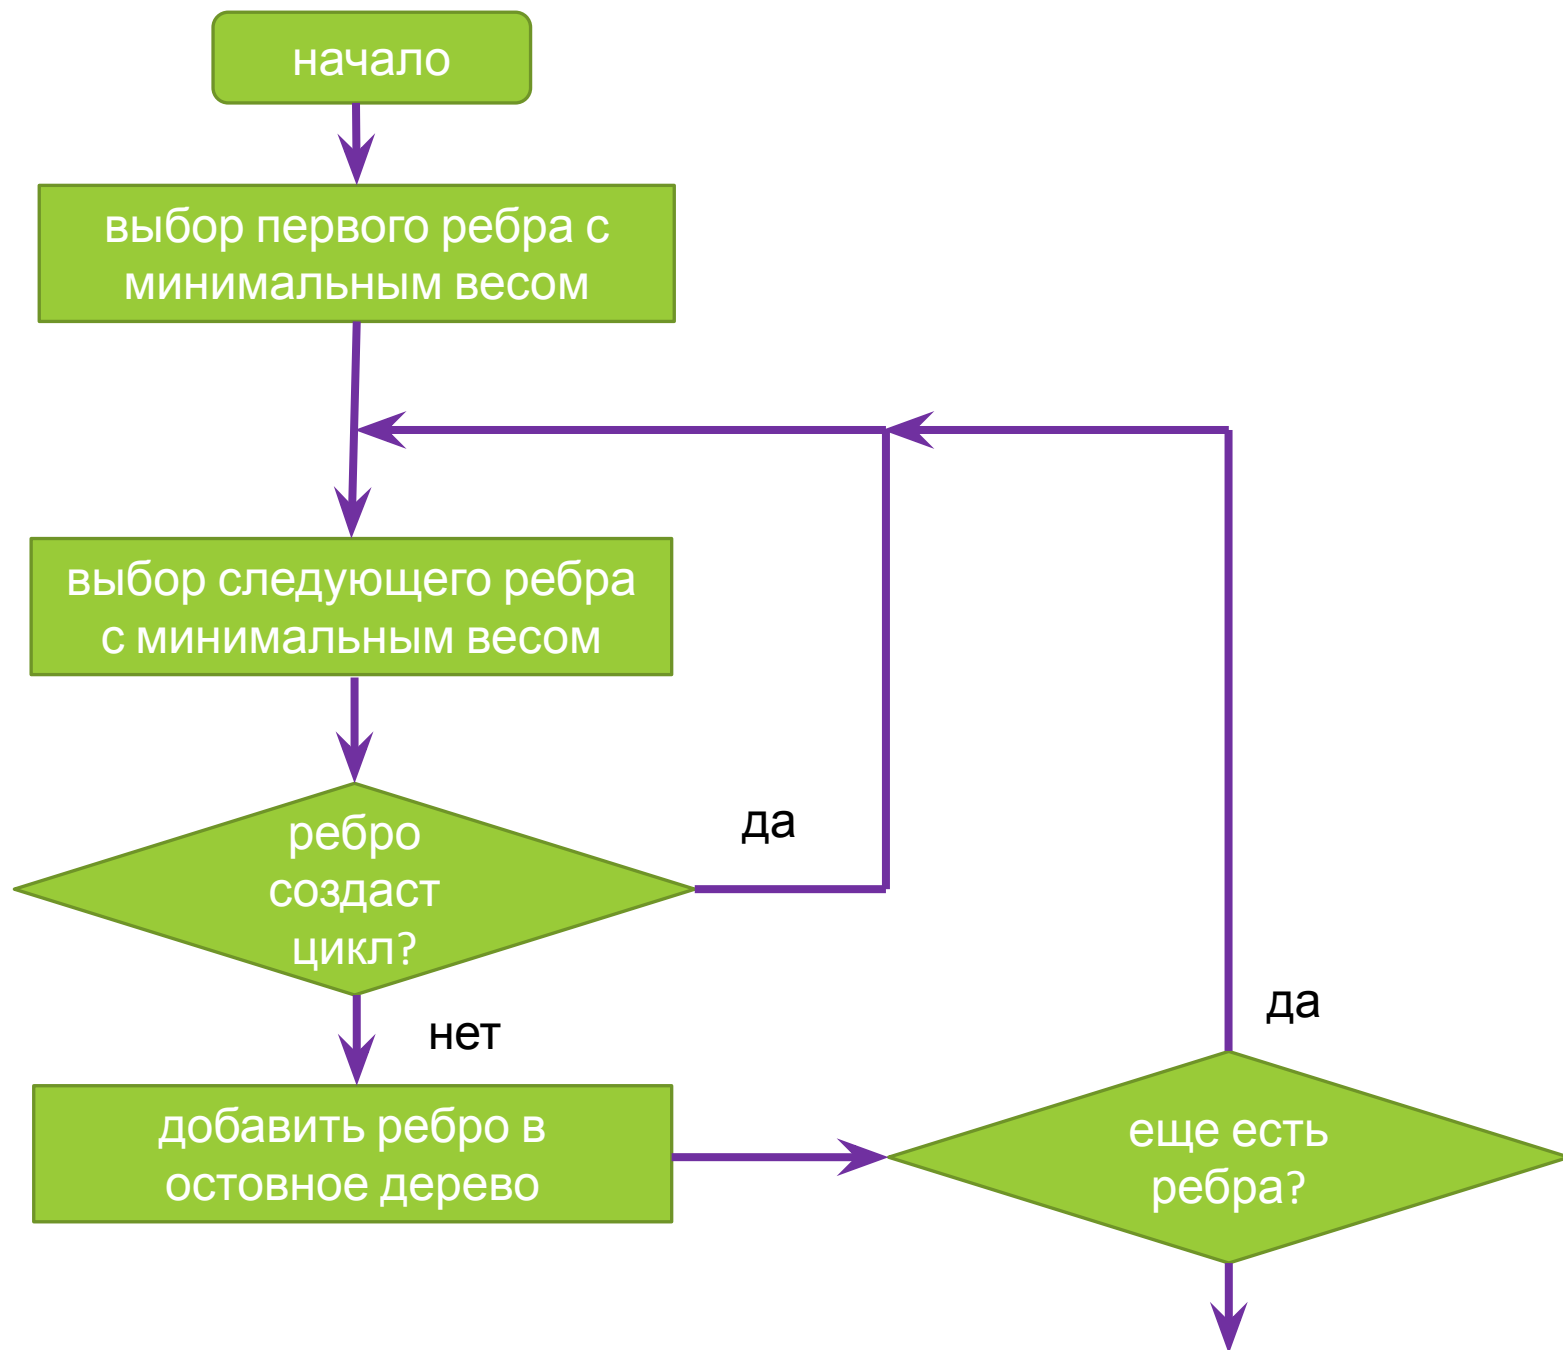 начало
выбор первого ребра с
минимальным весом
выбор следующего ребра
с минимальным весом
ребро
создаст
цикл?
да
нет
добавить ребро в
остовное дерево
да
еще есть
ребра?